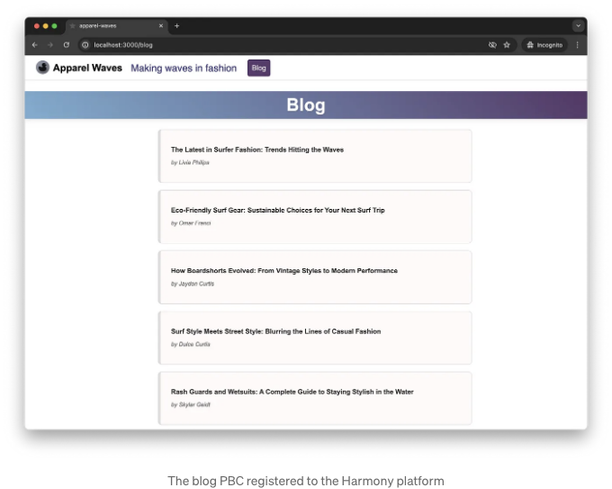 apparel-waves
localhost:3000/blog
Incognito
Apparel Waves Making waves in fashion Blog
Blog
The Latest in Surfer Fashion: Trends Hitting the Waves
by Livia Philips
Eco-Friendly Surf Gear: Sustainable Choices for Your Next Surf Trip
by Omer
How Boardshorts Evolved: From Vintage Styles to Modern Performance
by Jaydon Curtis
Surf Style Meets Street Style: Blurring the Lines of Casual Fashion
by Dulce Curtis
Rash Guards and Wetsuits: A Complete Guide to Staying Stylish in the Water
by Skylar
The blog PBC registered to the Harmony platform